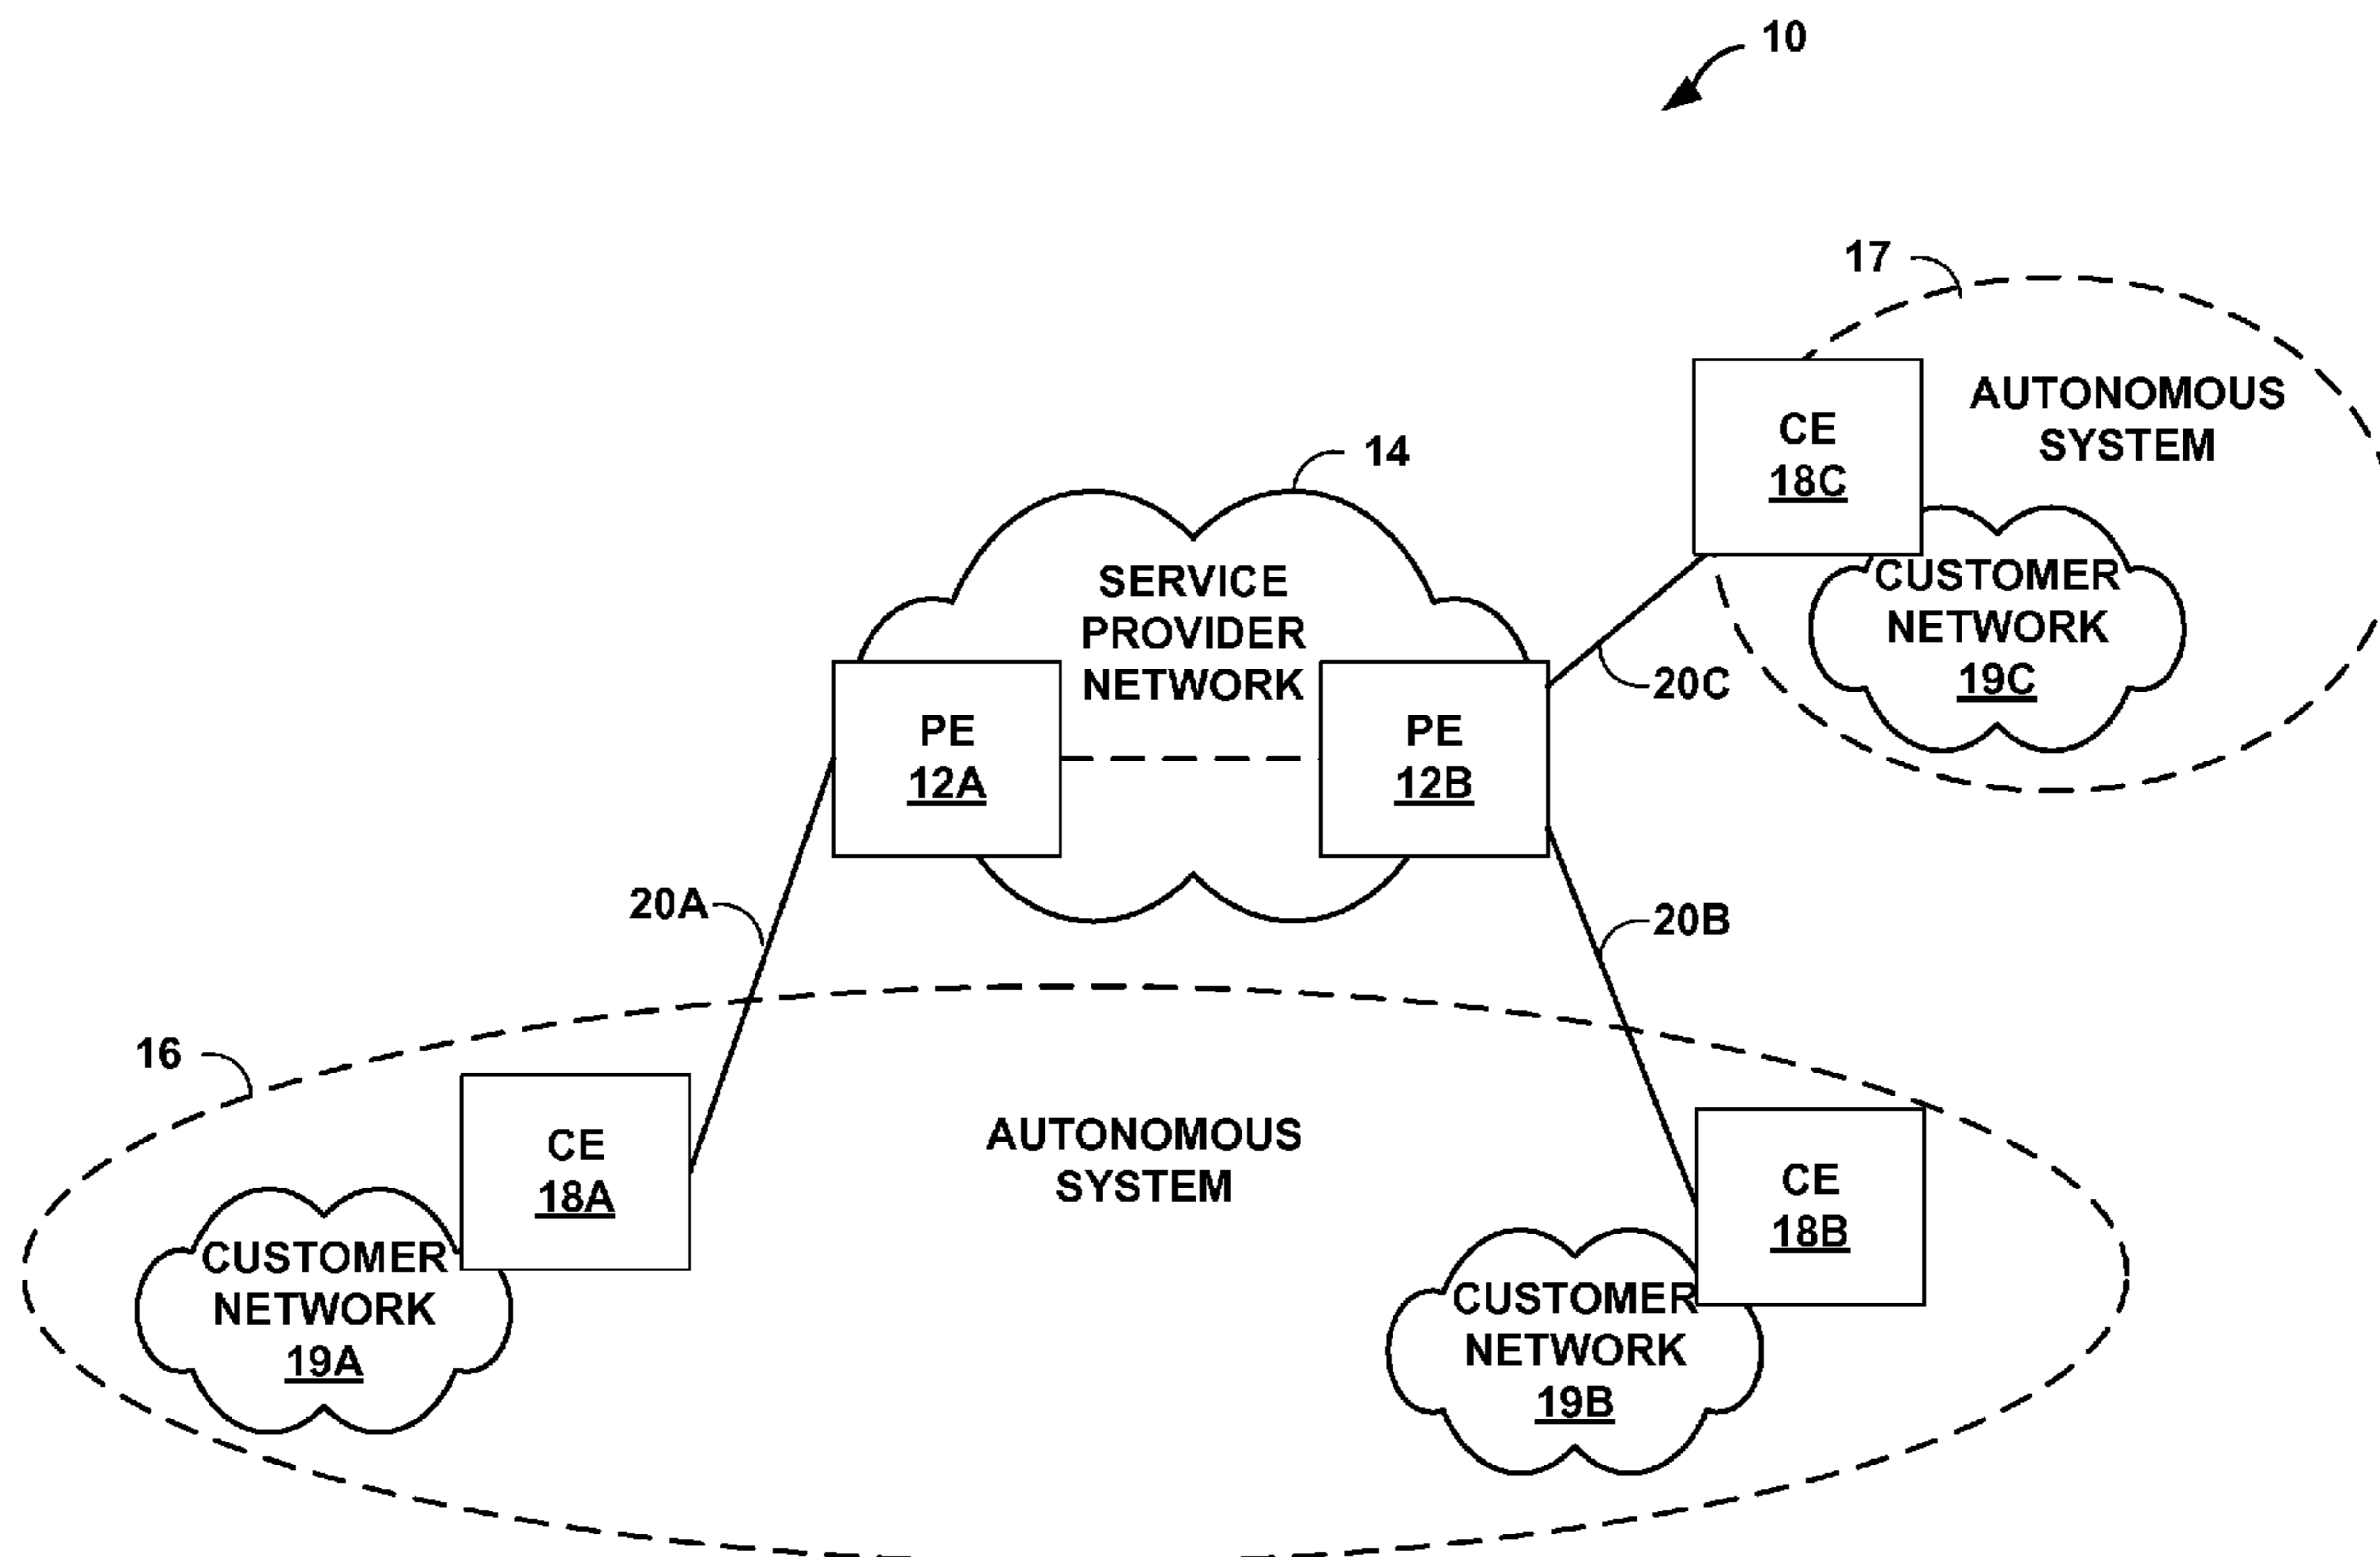 10
17
AUTONOMOUS
SYSTEM
CE
18C
14
CUSTOMER
NETWORK
19C
SERVICE
PROVIDER
NETWORK
20C
PE
12A
PE
12B
20A
20B
16
AUTONOMOUS
SYSTEM
CE
18A
CE
18B
CUSTOMER
NETWORK
19A
CUSTOMER
NETWORK
19B